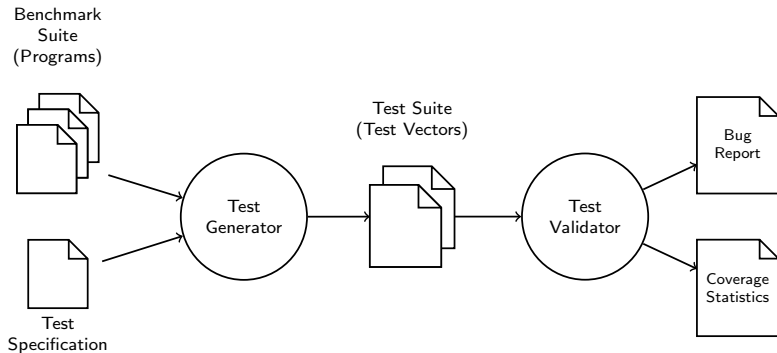 Benchmark
Suite
(Programs)
Test
Specification
Test
Generator
Test Suite
(Test Vectors)
Test
Validator
Bug
Report
Coverage
Statistics